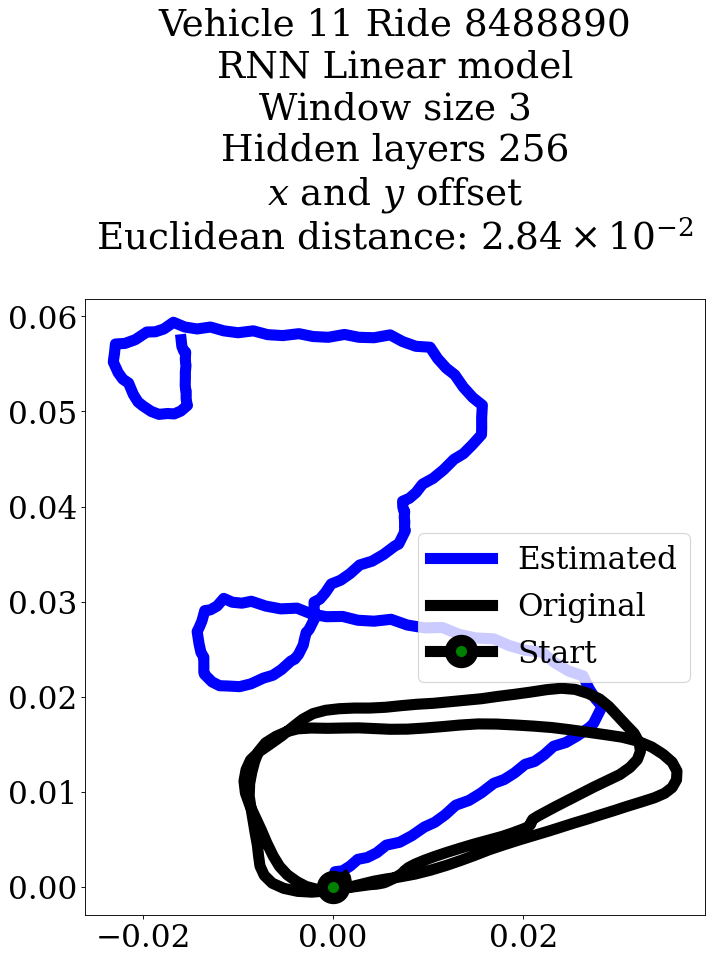 Vehicle 11 Ride 8488890
RNN Linear model
Window size 3
Hidden layers 256
x and y offset
Euclidean distance: 2.84 × 10⁻²
0.06
0.05
0.04
0.03
0.02
0.01
0.00
Estimated
Original
Start
−0.02 0.00 0.02